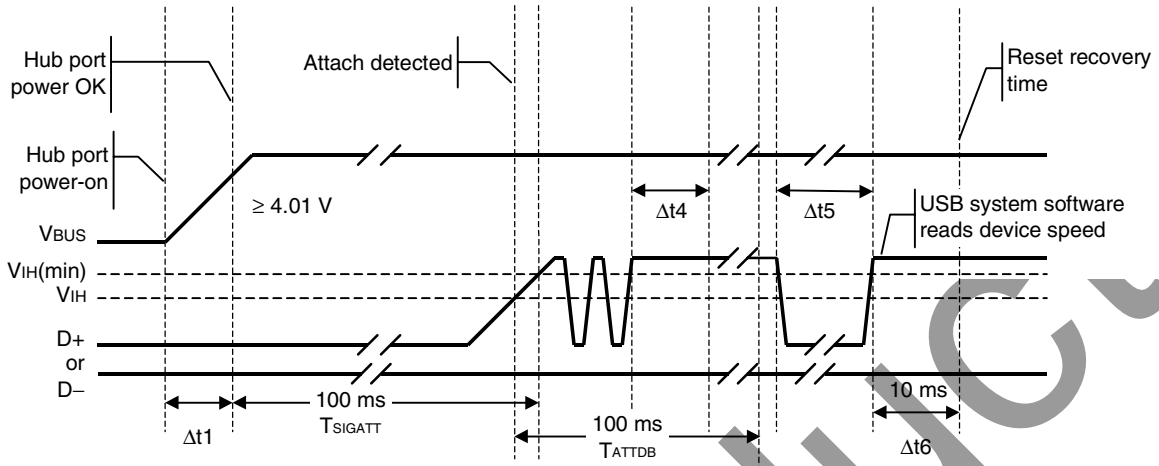 Hub port
power OK
Attach detected
Reset recovery
time
Hub port
power-on
≥ 4.01 V
Δt4
Δt5
USB system software
reads device speed
VBUS
VIH(min)
VIH
D+
or
D−
100 ms
TSIGATT
10 ms
Δt1
100 ms
TATTDB
Δt6